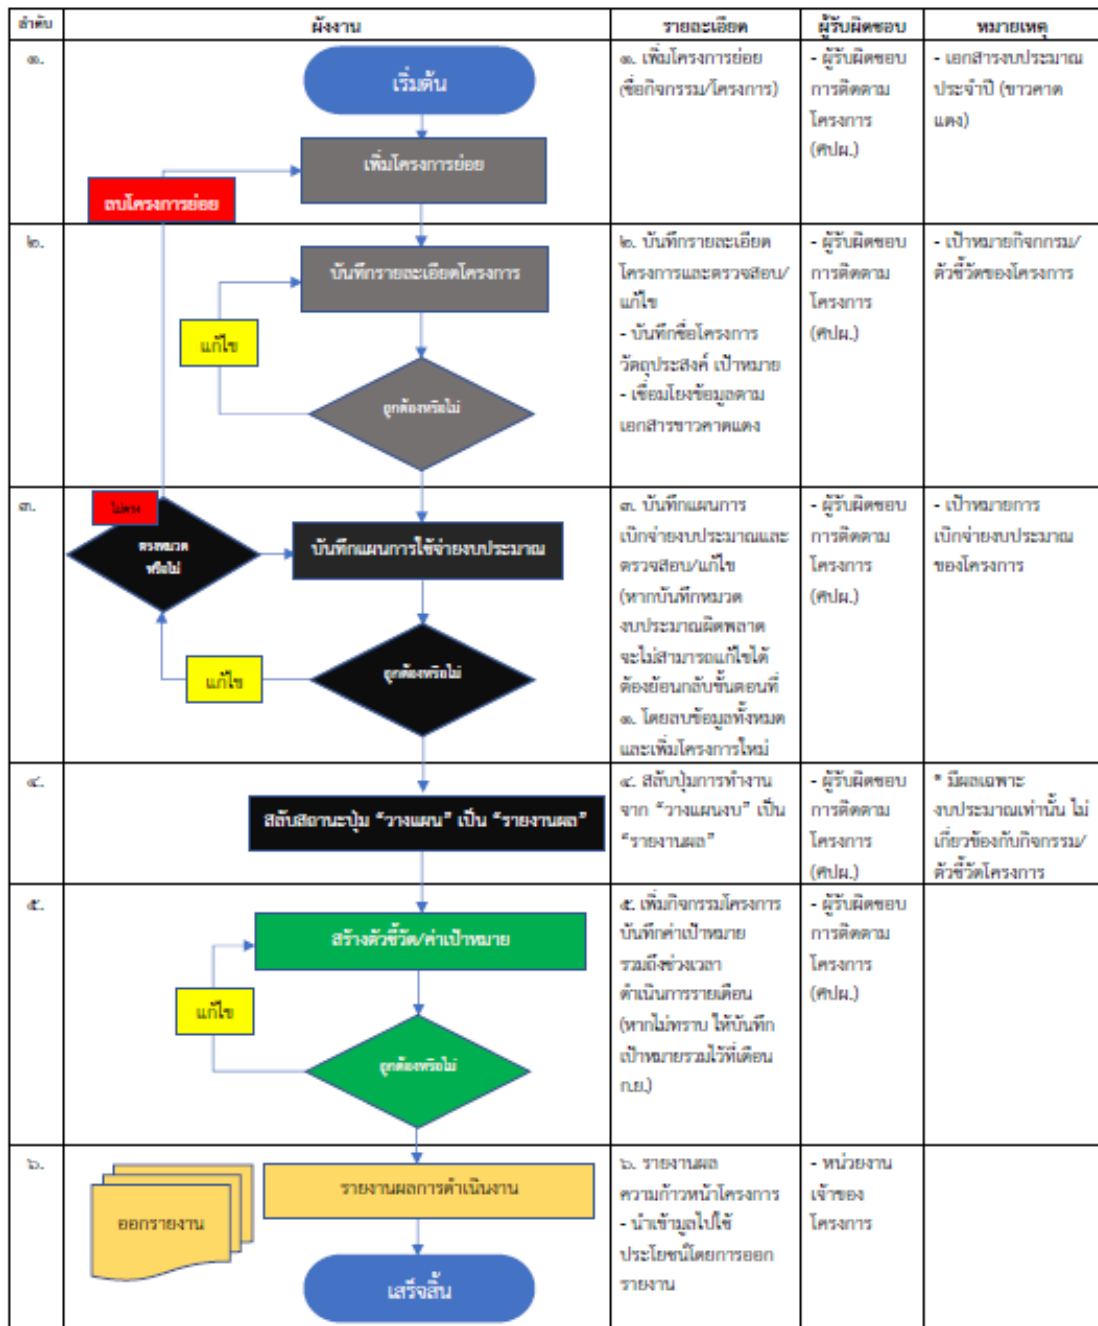 ลำดับ ผังงาน รายละเอียด ผู้รับผิดชอบ หมายเหตุ
๑.
เริ่มต้น
เพิ่มโครงการย่อย
ลบโครงการย่อย
๑. เพิ่มโครงการย่อย
(ชื่อกิจกรรม/โครงการ)
- ผู้รับผิดชอบ
การติดตาม
โครงการ
(ศปผ.)
- เอกสารงบประมาณ
ประจำปี (ขาวคาด
แดง)
๒.
บันทึกรายละเอียดโครงการ
แก้ไข
ถูกต้องหรือไม่
๒. บันทึกรายละเอียด
โครงการและตรวจสอบ/
แก้ไข
- บันทึกชื่อโครงการ
วัตถุประสงค์ เป้าหมาย
- เชื่อมโยงข้อมูลตาม
เอกสารขาวคาดแดง
- ผู้รับผิดชอบ
การติดตาม
โครงการ
(ศปผ.)
- เป้าหมายกิจกกรม/
ตัวชี้วัดของโครงการ
๓.
ไม่ตรง
ตรงหมวด
หรือไม่
บันทึกแผนการใช้จ่ายงบประมาณ
แก้ไข
ถูกต้องหรือไม่
๓. บันทึกแผนการ
เบิกจ่ายงบประมาณและ
ตรวจสอบ/แก้ไข
(หากบันทึกหมวด
งบประมาณผิดพลาด
จะไม่สามารถแก้ไขได้
ต้องย้อนกลับขั้นตอนที่
๑. โดยลบข้อมูลทั้งหมด
และเพิ่มโครงการใหม่
- ผู้รับผิดชอบ
การติดตาม
โครงการ
(ศปผ.)
- เป้าหมายการ
เบิกจ่ายงบประมาณ
ของโครงการ
๔.
สลับสถานะปุ่ม “วางแผน” เป็น “รายงานผล”
๔. สลับปุ่มการทำงาน
จาก “วางแผนงบ” เป็น
“รายงานผล”
- ผู้รับผิดชอบ
การติดตาม
โครงการ
(ศปผ.)
* มีผลเฉพาะ
งบประมาณเท่านั้น ไม่
เกี่ยวข้องกับกิจกรรม/
ตัวชี้วัดโครงการ
๕.
สร้างตัวชี้วัด/ค่าเป้าหมาย
แก้ไข
ถูกต้องหรือไม่
๕. เพิ่มกิจกรรมโครงการ
บันทึกค่าเป้าหมาย
รวมถึงช่วงเวลา
ดำเนินการรายเดือน
(หากไม่ทราบ ให้บันทึก
เป้าหมายรวมไว้ที่เดือน
ก.ย.)
- ผู้รับผิดชอบ
การติดตาม
โครงการ
(ศปผ.)
๖.
ออกรายงาน
รายงานผลการดำเนินงาน
เสร็จสิ้น
๖. รายงานผล
ความก้าวหน้าโครงการ
- นำเข้ามูลไปใช้
ประโยชน์โดยการออก
รายงาน
- หน่วยงาน
เจ้าของ
โครงการ